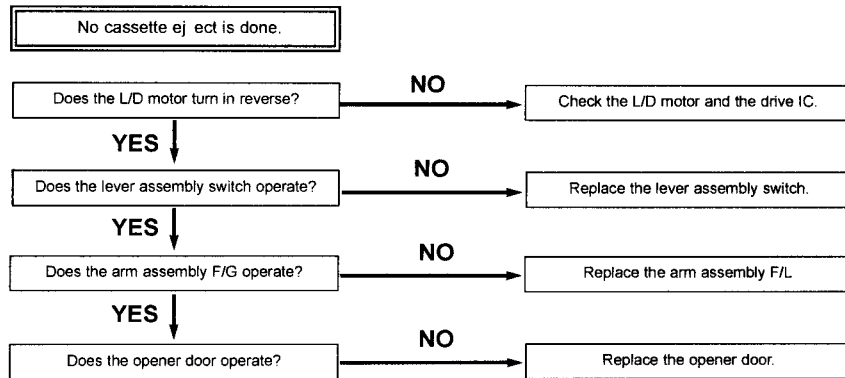 No cassette ej ect is done.
Does the L/D motor turn in reverse?
NO
Check the L/D motor and the drive IC.
YES
Does the lever assembly switch operate?
NO
Replace the lever assembly switch.
YES
Does the arm assembly F/G operate?
NO
Replace the arm assembly F/L
YES
Does the opener door operate?
NO
Replace the opener door.